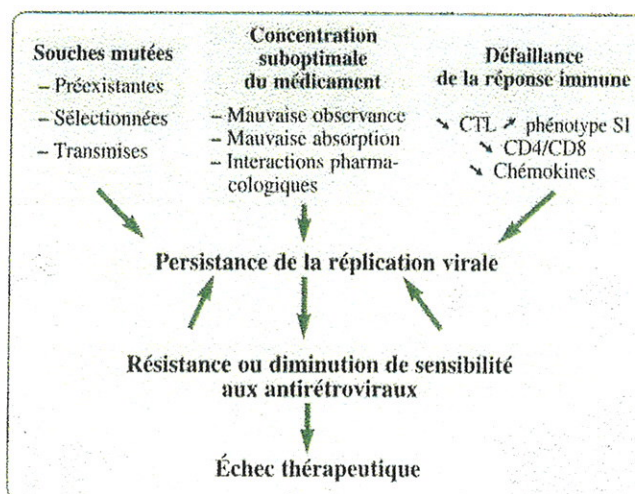 Souches mutées
– Préexistantes
– Sélectionnées
– Transmises
Concentration
suboptimale
du médicament
– Mauvaise observance
– Mauvaise absorption
– Interactions pharma-
cologiques
Défaillance
de la réponse immune
↘ CTL ↗ phénotype SI
↘ CD4/CD8
↘ Chémokines
Persistance de la réplication virale
Résistance ou diminution de sensibilité
aux antirétroviraux
Échec thérapeutique